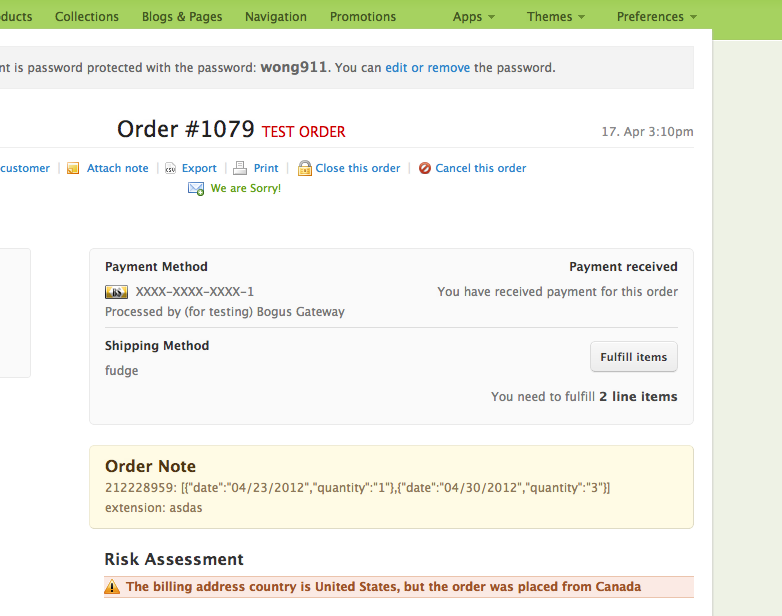 ducts Collections Blogs & Pages Navigation Promotions Apps Themes Preferences
nt is password protected with the password: wong911. You can edit or remove the password.
Order #1079 TEST ORDER 17. Apr 3:10pm
customer Attach note CSV Export Print Close this order Cancel this order
We are Sorry!
Payment Method Payment received
BS XXXX-XXXX-XXXX-1 You have received payment for this order
Processed by (for testing) Bogus Gateway
Shipping Method
Fulfill items
fudge
You need to fulfill 2 line items
Order Note
212228959: [{"date":"04/23/2012","quantity":"1"},{"date":"04/30/2012","quantity":"3"}]
extension: asdas
Risk Assessment
The billing address country is United States, but the order was placed from Canada